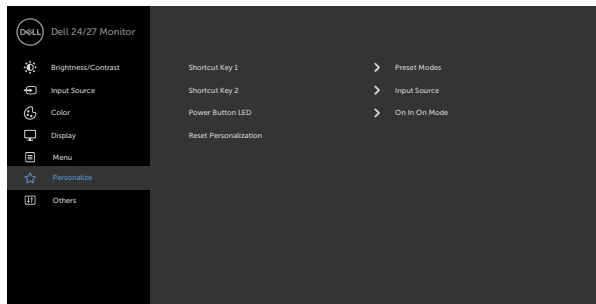 DELL Dell 24/27 Monitor
Brightness/Contrast
Input Source
Color
Display
Menu
Personalize
Others
Shortcut Key 1 Preset Modes
Shortcut Key 2 Input Source
Power Button LED On In On Mode
Reset Personalization